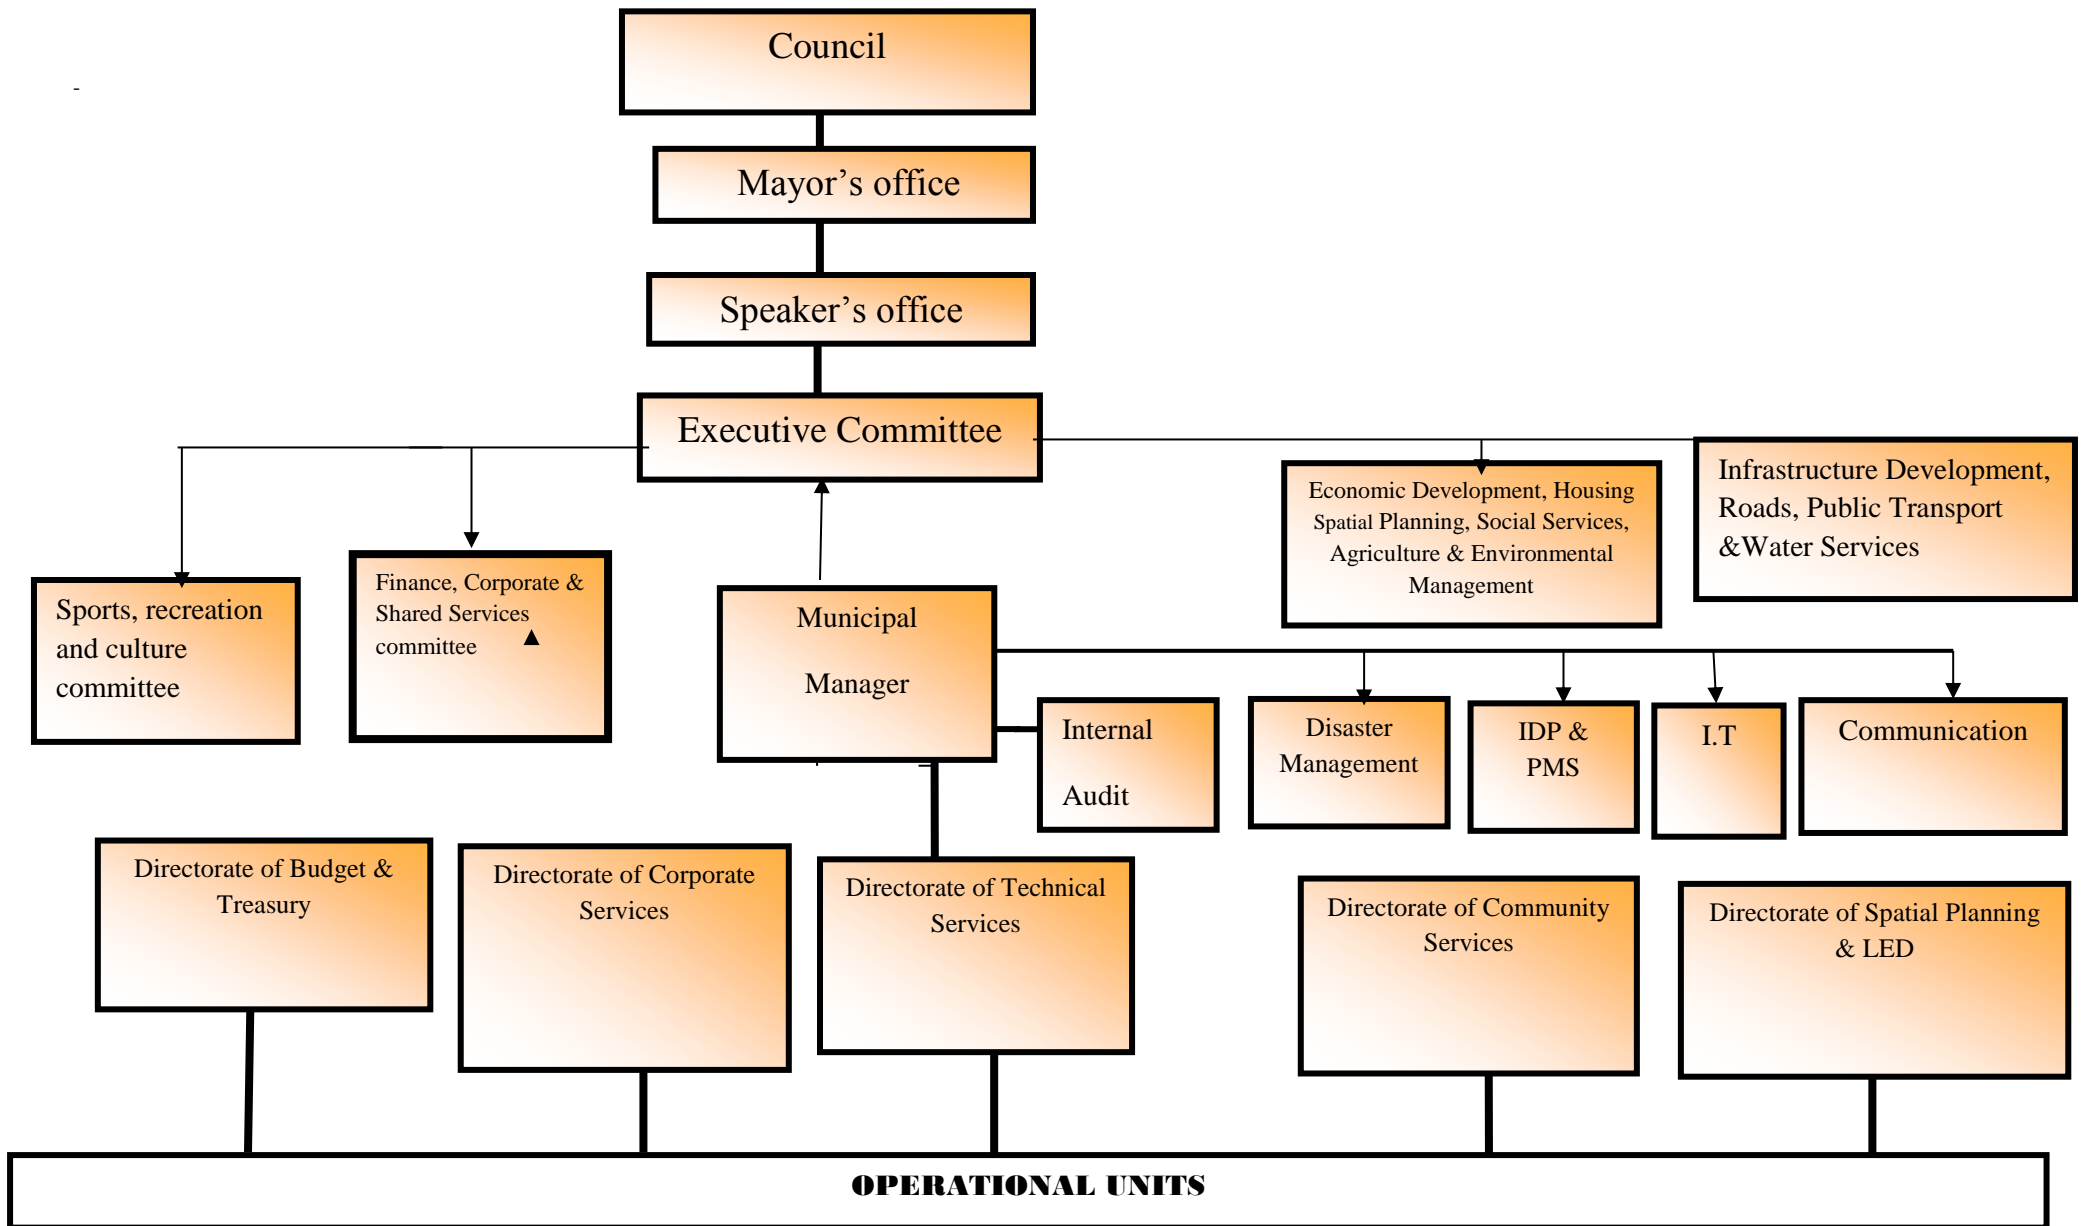 Council
-
Mayor’s office
Speaker’s office
Executive Committee
Infrastructure Development,
Roads, Public Transport
&Water Services
Economic Development, Housing
Spatial Planning, Social Services,
Agriculture & Environmental
Management
Finance, Corporate &
Shared Services
committee
Sports, recreation
and culture
committee
Municipal
Manager
Internal
Audit
Disaster
Management
IDP &
PMS
I.T
Communication
Directorate of Budget &
Treasury
Directorate of Corporate
Services
Directorate of Technical
Services
Directorate of Community
Services
Directorate of Spatial Planning
& LED
OPERATIONAL UNITS